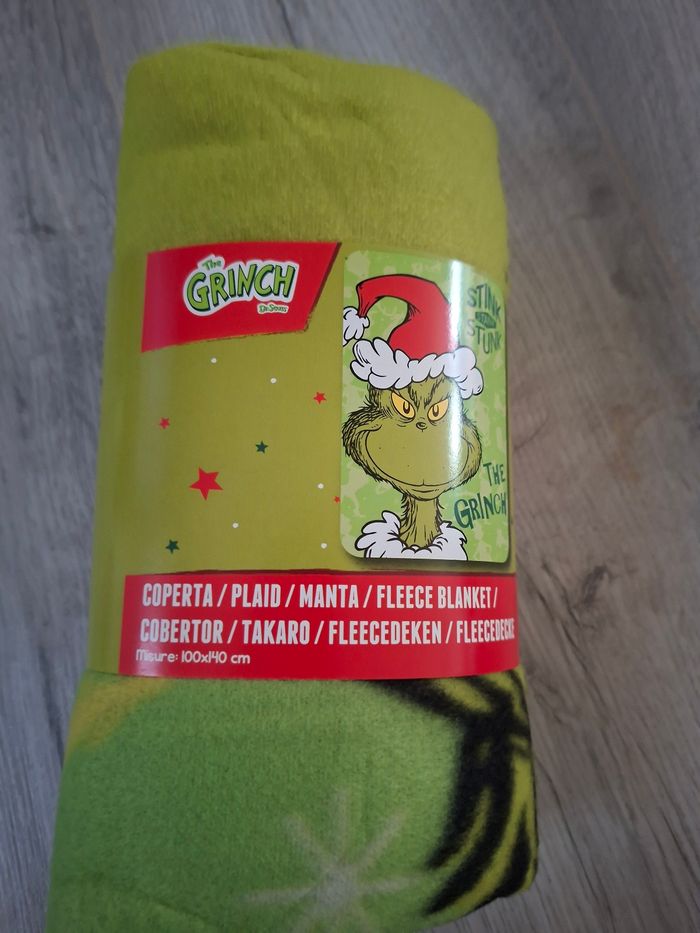 The
GRINCH
Dr. Seuss
STINK
STUNK
THE
GRINCH
COPERTA / PLAID / MANTA / FLEECE BLANKET /
COBERTOR / TAKARO / FLEECEDEKEN / FLEECEDECKE
Misure: 100x140 cm